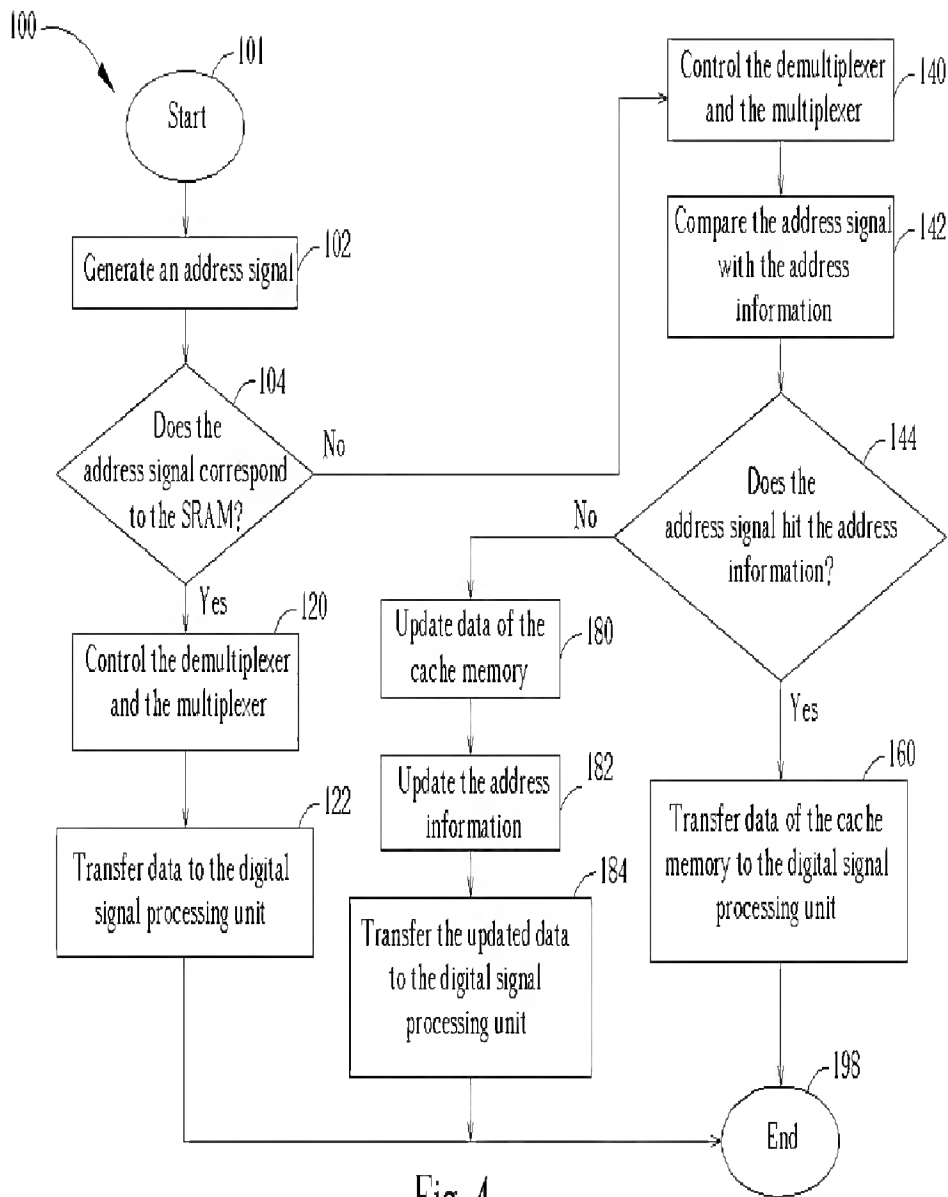 100
101
Start
102
Generate an address signal
104
Does the
address signal correspond
to the SRAM?
No
Yes
120
Control the demultiplexer
and the multiplexer
122
Transfer data to the digital
signal processing unit
140
Control the demultiplexer
and the multiplexer
142
Compare the address signal
with the address
information
144
Does the
address signal hit the address
information?
No
Yes
180
Update data of the
cache memory
182
Update the address
information
184
Transfer the updated data
to the digital signal
processing unit
160
Transfer data of the cache
memory to the digital signal
processing unit
198
End
Fig. 4